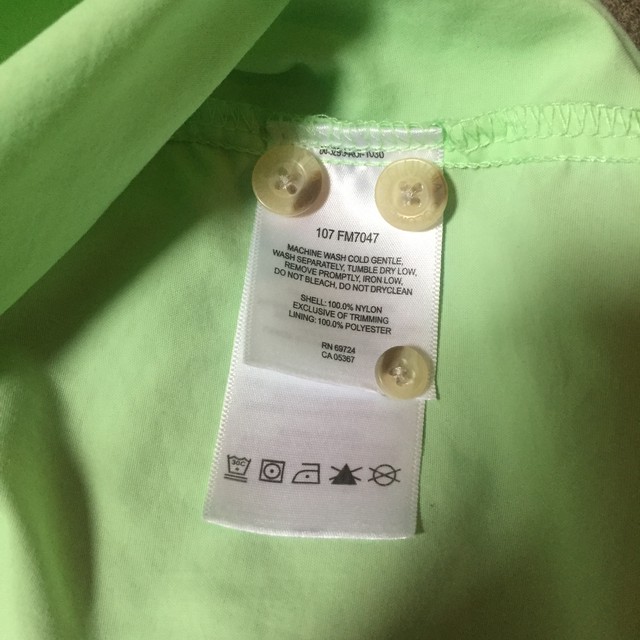 107 FM7047
MACHINE WASH COLD GENTLE,
WASH SEPARATELY, TUMBLE DRY LOW,
REMOVE PROMPTLY, IRON LOW,
DO NOT BLEACH, DO NOT DRYCLEAN
SHELL: 100.0% NYLON
EXCLUSIVE OF TRIMMING
LINING: 100.0% POLYESTER
RN 69724
CA 05367
30C